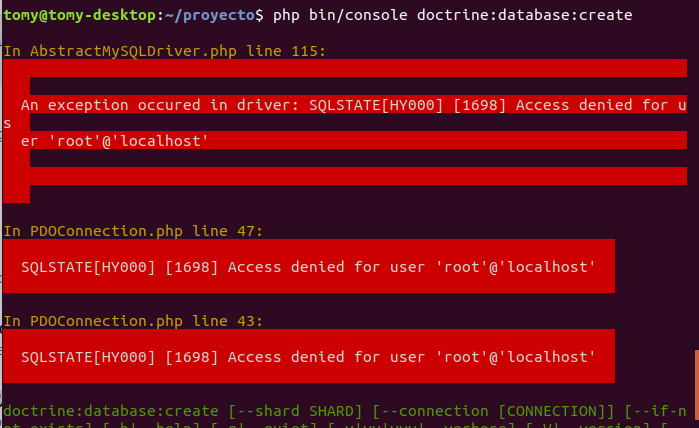 tomy@tomy-desktop:~/proyecto$ php bin/console doctrine:database:create
In AbstractMySQLDriver.php line 115:
An exception occured in driver: SQLSTATE[HY000] [1698] Access denied for u
s
er 'root'@'localhost'
In PDOConnection.php line 47:
SQLSTATE[HY000] [1698] Access denied for user 'root'@'localhost'
In PDOConnection.php line 43:
SQLSTATE[HY000] [1698] Access denied for user 'root'@'localhost'
doctrine:database:create [--shard SHARD] [--connection [CONNECTION]] [--if-n